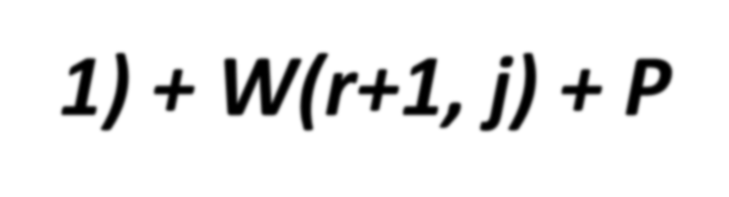 1) + W(r+1, j) + P